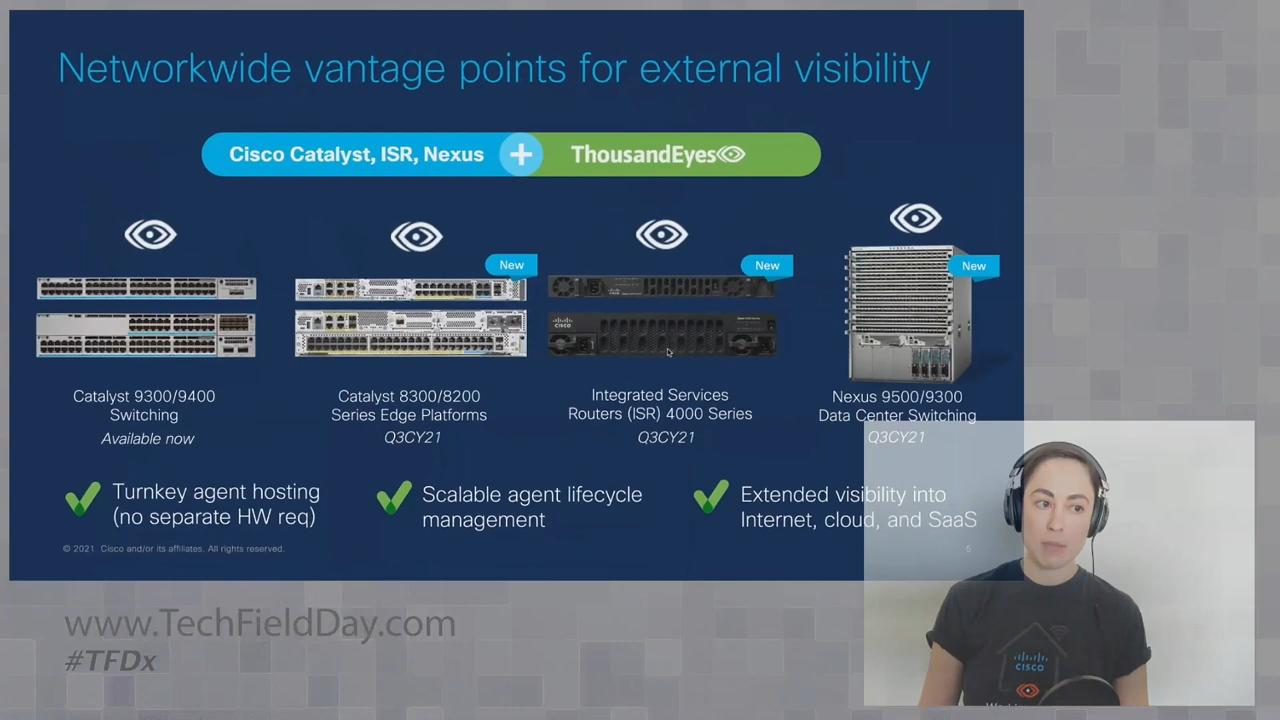 Networkwide vantage points for external visibility
Cisco Catalyst, ISR, Nexus + ThousandEyes
New
New
New
CISCO
Catalyst 9300/9400
Switching
Available now
Catalyst 8300/8200
Series Edge Platforms
Q3CY21
Integrated Services
Routers (ISR) 4000 Series
Q3CY21
Nexus 9500/9300
Data Center Switching
Q3CY21
Turnkey agent hosting
(no separate HW req)
Scalable agent lifecycle
management
Extended visibility into
Internet, cloud, and SaaS
© 2021 Cisco and/or its affiliates. All rights reserved.
5
www.TechFieldDay.com
#TFDx
CISCO